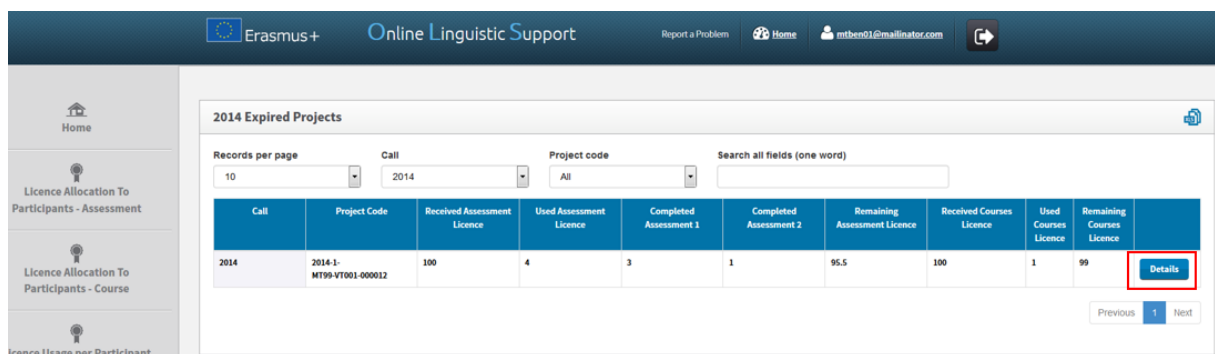 Erasmus+ Online Linguistic Support Report a Problem Home mtben01@mailinator.com
Home
Licence Allocation To
Participants - Assessment
Licence Allocation To
Participants - Course
Licence Usage per Participant
2014 Expired Projects
Records per page Call Project code Search all fields (one word)
10 2014 All
Call Project Code Received Assessment Licence Used Assessment Licence Completed Assessment 1 Completed Assessment 2 Remaining Assessment Licence Received Courses Licence Used Courses Licence Remaining Courses Licence
2014 2014-1-MT99-VT001-000012 100 4 3 1 95.5 100 1 99 Details
Previous 1 Next